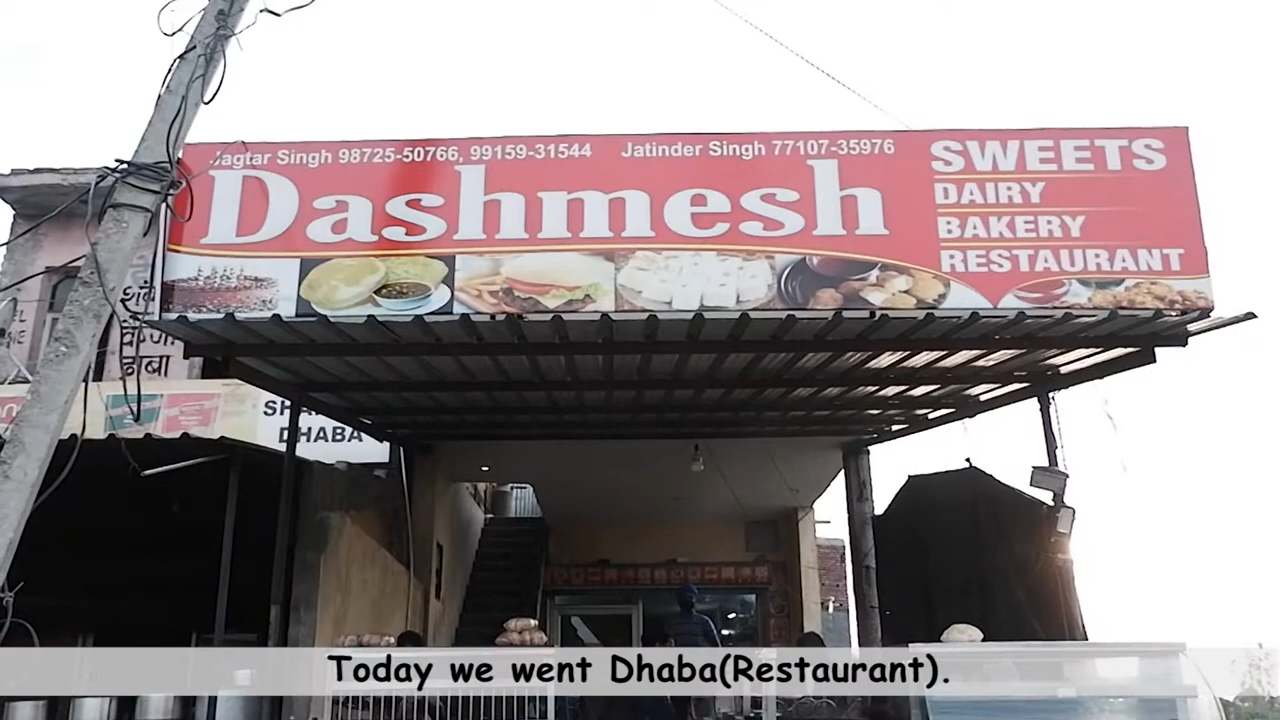 Jagtar Singh 98725-50766, 99159-31544 Jatinder Singh 77107-35976
Dashmesh
SWEETS
DAIRY
BAKERY
RESTAURANT
DHABA
Today we went Dhaba(Restaurant).